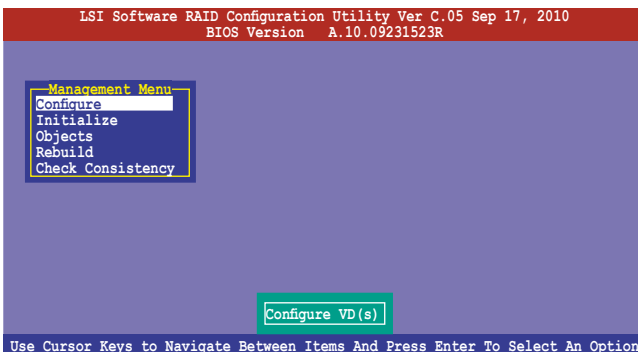 LSI Software RAID Configuration Utility Ver C.05 Sep 17, 2010
BIOS Version A.10.09231523R
Management Menu
Configure
Initialize
Objects
Rebuild
Check Consistency
Configure VD(s)
Use Cursor Keys to Navigate Between Items And Press Enter To Select An Option